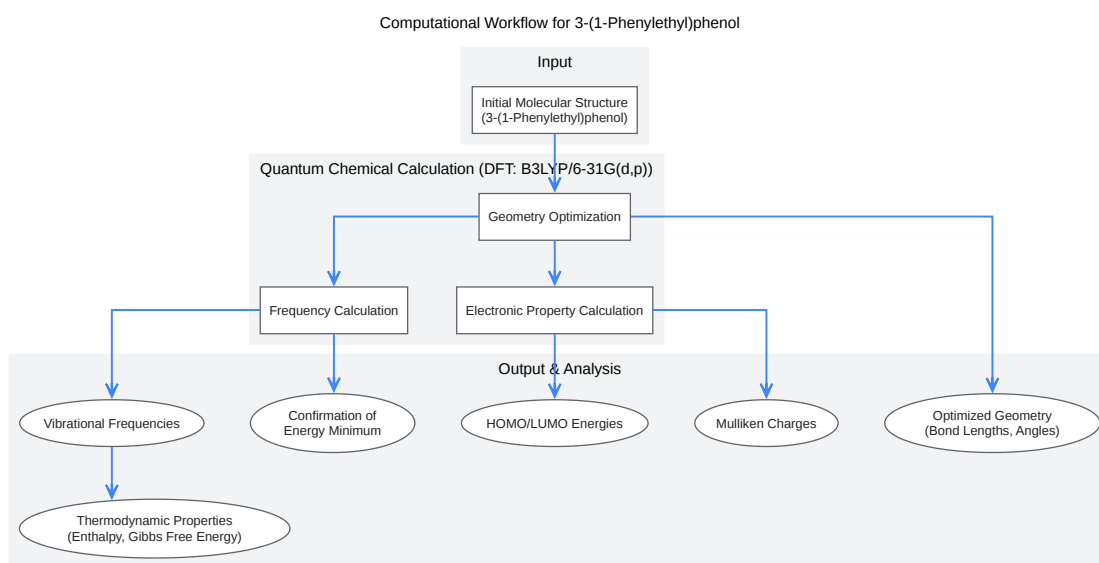 Computational Workflow for 3-(1-Phenylethyl)phenol
Input
Initial Molecular Structure
(3-(1-Phenylethyl)phenol)
Quantum Chemical Calculation (DFT: B3LYP/6-31G(d,p))
Geometry Optimization
Frequency Calculation
Electronic Property Calculation
Output & Analysis
Vibrational Frequencies
Confirmation of
Energy Minimum
HOMO/LUMO Energies
Mulliken Charges
Optimized Geometry
(Bond Lengths, Angles)
Thermodynamic Properties
(Enthalpy, Gibbs Free Energy)